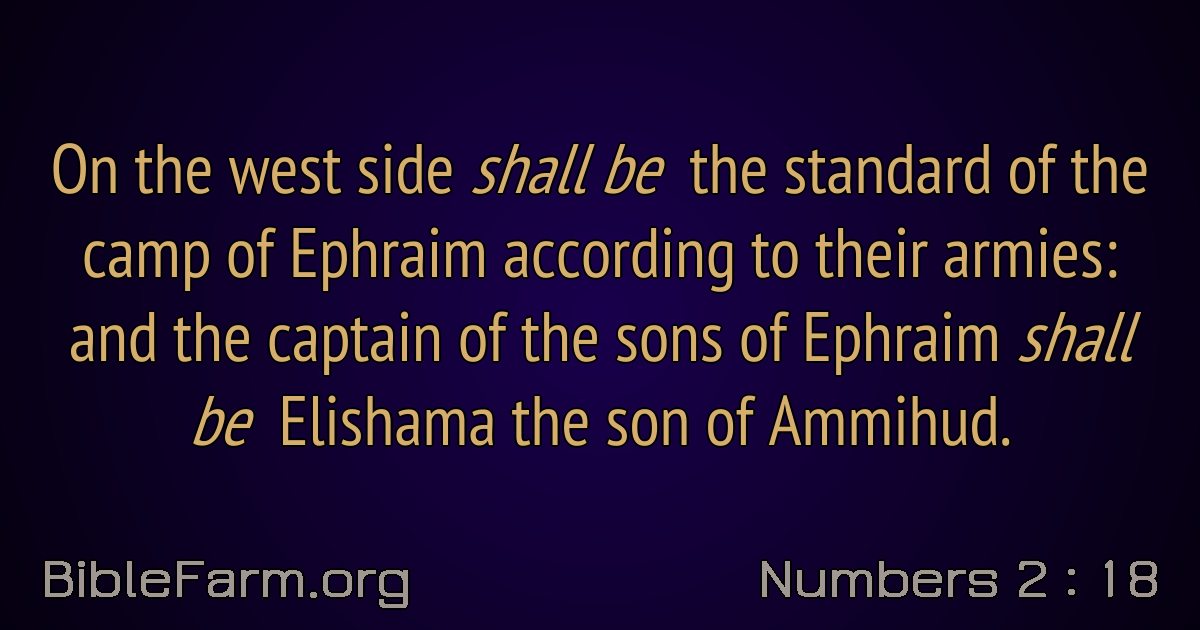 On the west side shall be the standard of the
camp of Ephraim according to their armies:
and the captain of the sons of Ephraim shall
be Elishama the son of Ammihud.
BibleFarm.org
Numbers 2 : 18